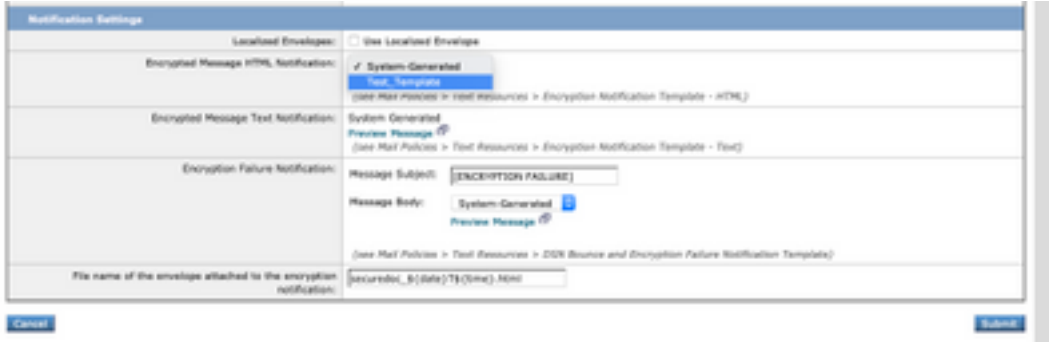 Notification Settings
Localized Envelopes: Use Localized Envelope
Encrypted Message HTML Notification: ✓ System-Generated
Test_Template
(see Mail Policies > Text Resources > Encryption Notification Template - HTML)
Encrypted Message Text Notification: System Generated
Preview Message
(see Mail Policies > Text Resources > Encryption Notification Template - Text)
Encryption Failure Notification: Message Subject: [ENCRYPTION FAILURE]
Message Body: System-Generated
Preview Message
(see Mail Policies > Text Resources > DSN Bounce and Encryption Failure Notification Template)
File name of the envelope attached to the encryption securedoc_${date}T${time}.html
notification:
Cancel Submit